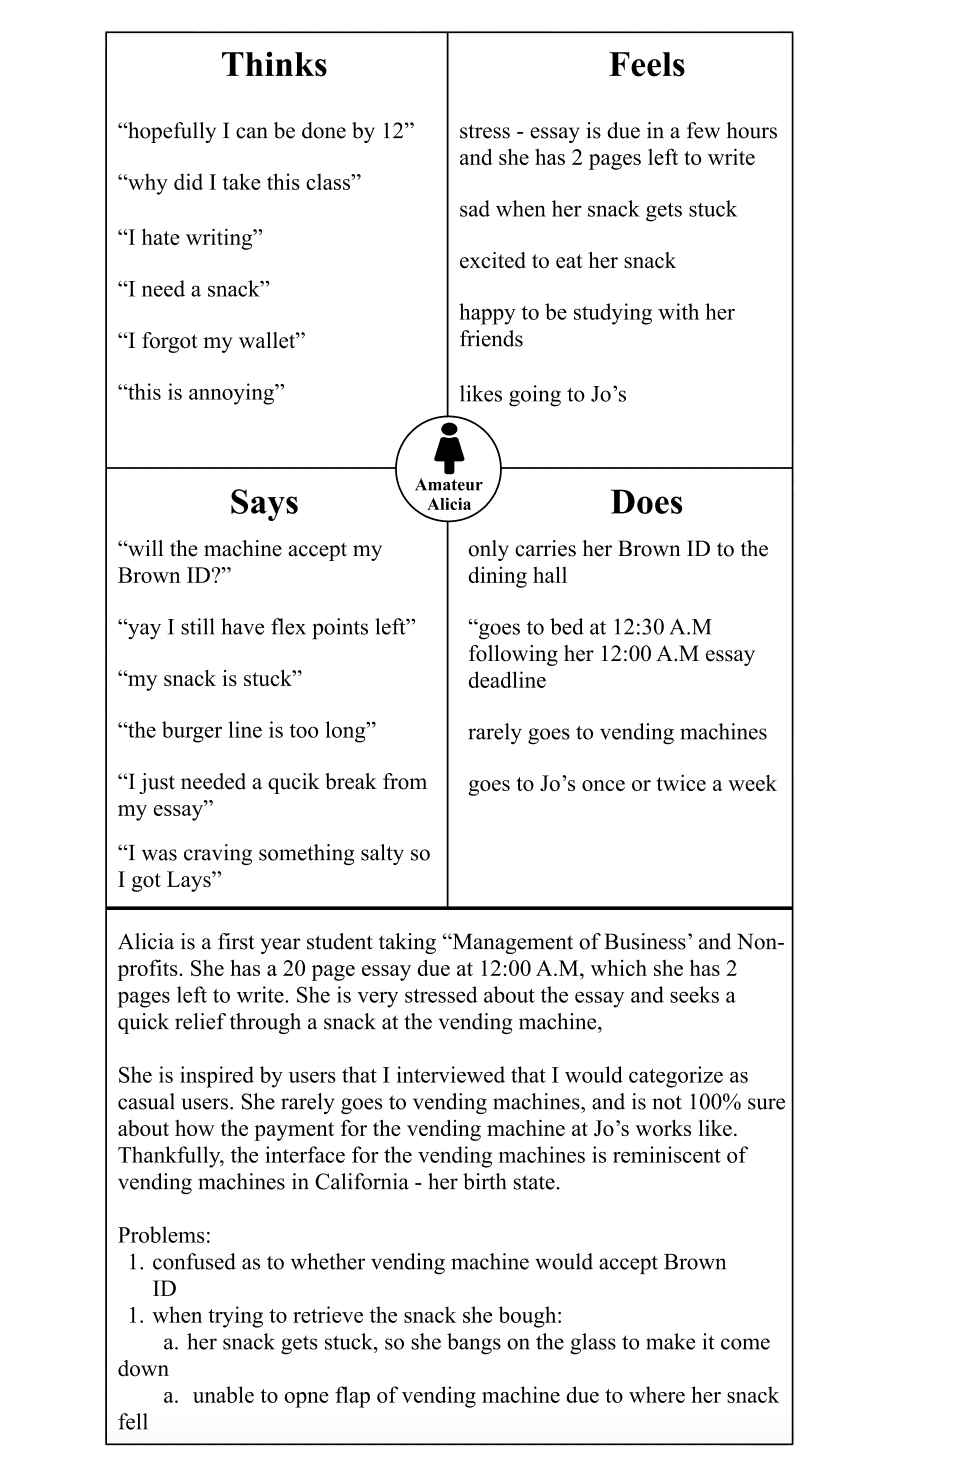 Thinks
“hopefully I can be done by 12”
“why did I take this class”
“I hate writing”
“I need a snack”
“I forgot my wallet”
“this is annoying”
Feels
stress - essay is due in a few hours
and she has 2 pages left to write
sad when her snack gets stuck
excited to eat her snack
happy to be studying with her
friends
likes going to Jo’s
Amateur
Alicia
Says
“will the machine accept my
Brown ID?”
“yay I still have flex points left”
“my snack is stuck”
“the burger line is too long”
“I just needed a qucik break from
my essay”
“I was craving something salty so
I got Lays”
Does
only carries her Brown ID to the
dining hall
“goes to bed at 12:30 A.M
following her 12:00 A.M essay
deadline
rarely goes to vending machines
goes to Jo’s once or twice a week
Alicia is a first year student taking “Management of Business’ and Non-
profits. She has a 20 page essay due at 12:00 A.M, which she has 2
pages left to write. She is very stressed about the essay and seeks a
quick relief through a snack at the vending machine,
She is inspired by users that I interviewed that I would categorize as
casual users. She rarely goes to vending machines, and is not 100% sure
about how the payment for the vending machine at Jo’s works like.
Thankfully, the interface for the vending machines is reminiscent of
vending machines in California - her birth state.
Problems:
1. confused as to whether vending machine would accept Brown
ID
1. when trying to retrieve the snack she bough:
a. her snack gets stuck, so she bangs on the glass to make it come
down
a. unable to opne flap of vending machine due to where her snack
fell